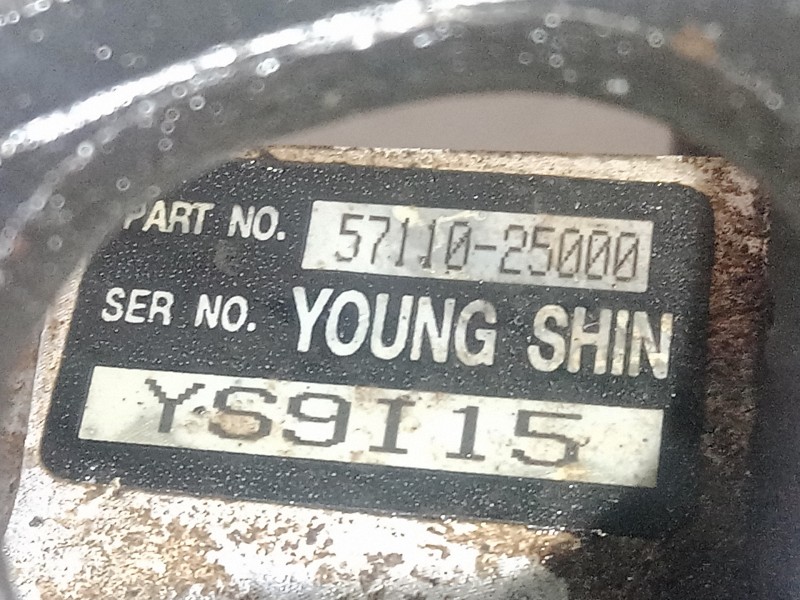 PART NO. 57110-25000
SER NO. YOUNG SHIN
YS9I15